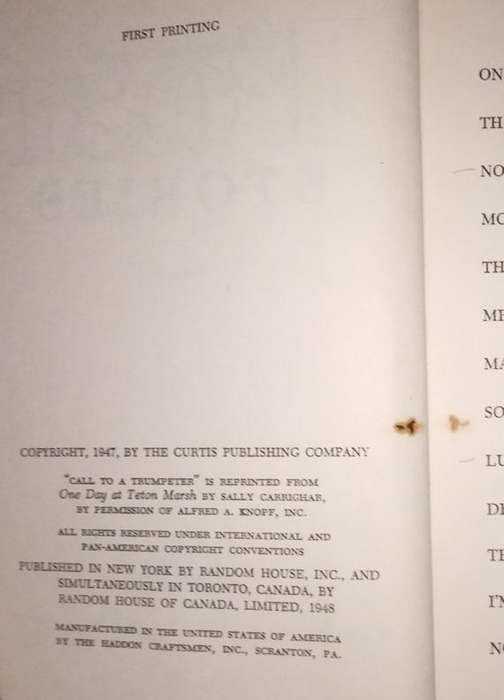 FIRST PRINTING
COPYRIGHT, 1947, BY THE CURTIS PUBLISHING COMPANY
"CALL TO A TRUMPETER" IS REPRINTED FROM
One Day at Teton Marsh BY SALLY CARRIGHAR,
BY PERMISSION OF ALFRED A. KNOPF, INC.
ALL RIGHTS RESERVED UNDER INTERNATIONAL AND
PAN-AMERICAN COPYRIGHT CONVENTIONS
PUBLISHED IN NEW YORK BY RANDOM HOUSE, INC., AND
SIMULTANEOUSLY IN TORONTO, CANADA, BY
RANDOM HOUSE OF CANADA, LIMITED, 1948
MANUFACTURED IN THE UNITED STATES OF AMERICA
BY THE HADDON CRAFTSMEN, INC., SCRANTON, PA.
ON
TH
NO
MO
TH
ME
MA
SO
LU
DE
TH
I'M
NO